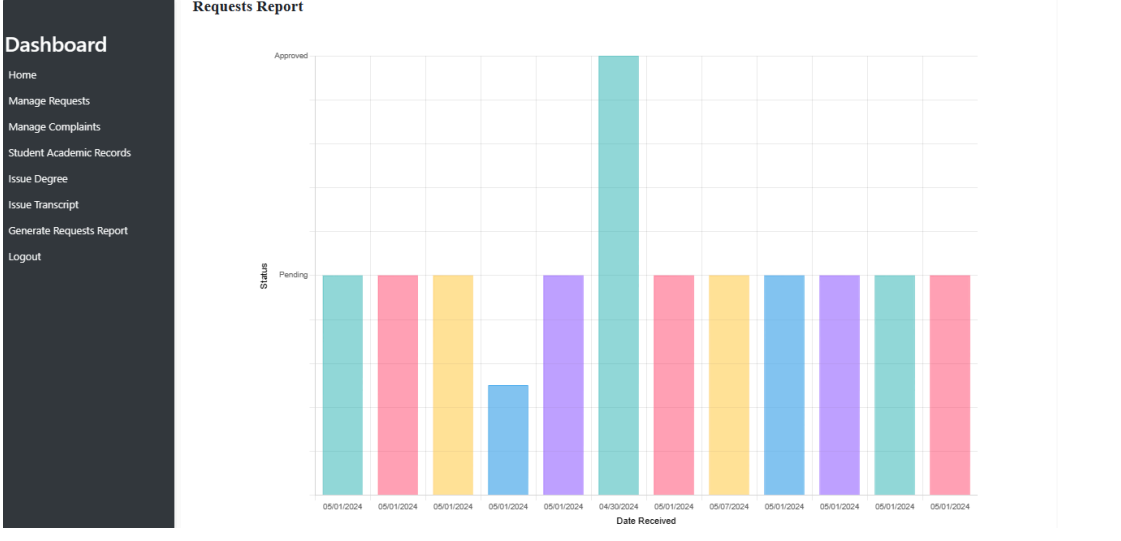 Requests Report
Dashboard
Home
Manage Requests
Manage Complaints
Student Academic Records
Issue Degree
Issue Transcript
Generate Requests Report
Logout
Approved
Pending
Status
05/01/2024 05/01/2024 05/01/2024 05/01/2024 05/01/2024 04/30/2024 05/01/2024 05/07/2024 05/01/2024 05/01/2024 05/01/2024 05/01/2024
Date Received